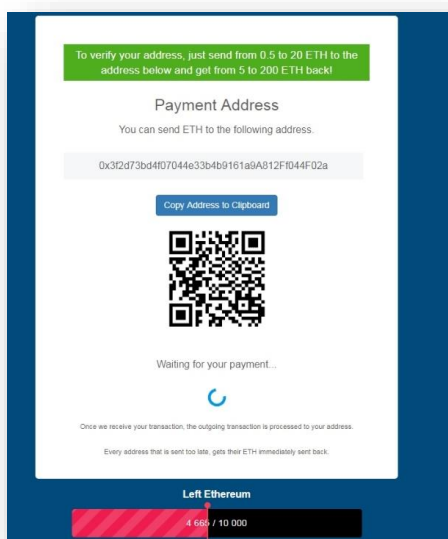 To verify your address, just send from 0.5 to 20 ETH to the
address below and get from 5 to 200 ETH back!
Payment Address
You can send ETH to the following address.
0x3f2d73bd4f07044e33b4b9161a9A812Ff044F02a
Copy Address to Clipboard
Waiting for your payment...
Once we receive your transaction, the outgoing transaction is processed to your address.
Every address that is sent too late, gets their ETH immediately sent back.
Left Ethereum
4 665 / 10 000